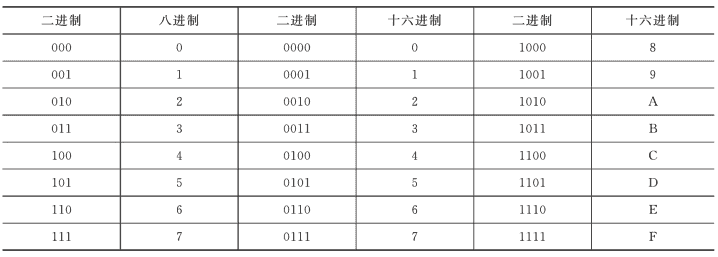 二进制 八进制 二进制 十六进制 二进制 十六进制
000 0 0000 0 1000 8
001 1 0001 1 1001 9
010 2 0010 2 1010 A
011 3 0011 3 1011 B
100 4 0100 4 1100 C
101 5 0101 5 1101 D
110 6 0110 6 1110 E
111 7 0111 7 1111 F